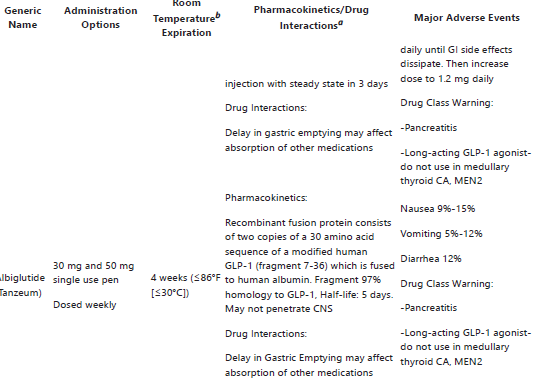 Generic Name
Administration Options
Room Temperatureb Expiration
Pharmacokinetics/Drug Interactionsa
Major Adverse Events
injection with steady state in 3 days
Drug Interactions:
Delay in gastric emptying may affect
absorption of other medications
daily until GI side effects
dissipate. Then increase
dose to 1.2 mg daily
Drug Class Warning:
-Pancreatitis
-Long-acting GLP-1 agonist-
do not use in medullary
thyroid CA, MEN2
lbiglutide
Tanzeum)
30 mg and 50 mg
single use pen
Dosed weekly
4 weeks (≤86°F
[≤30°C])
Pharmacokinetics:
Recombinant fusion protein consists
of two copies of a 30 amino acid
sequence of a modified human
GLP-1 (fragment 7-36) which is fused
to human albumin. Fragment 97%
homology to GLP-1, Half-life: 5 days.
May not penetrate CNS
Drug Interactions:
Delay in Gastric Emptying may affect
absorption of other medications
Nausea 9%-15%
Vomiting 5%-12%
Diarrhea 12%
Drug Class Warning:
-Pancreatitis
-Long-acting GLP-1 agonist-
do not use in medullary
thyroid CA, MEN2